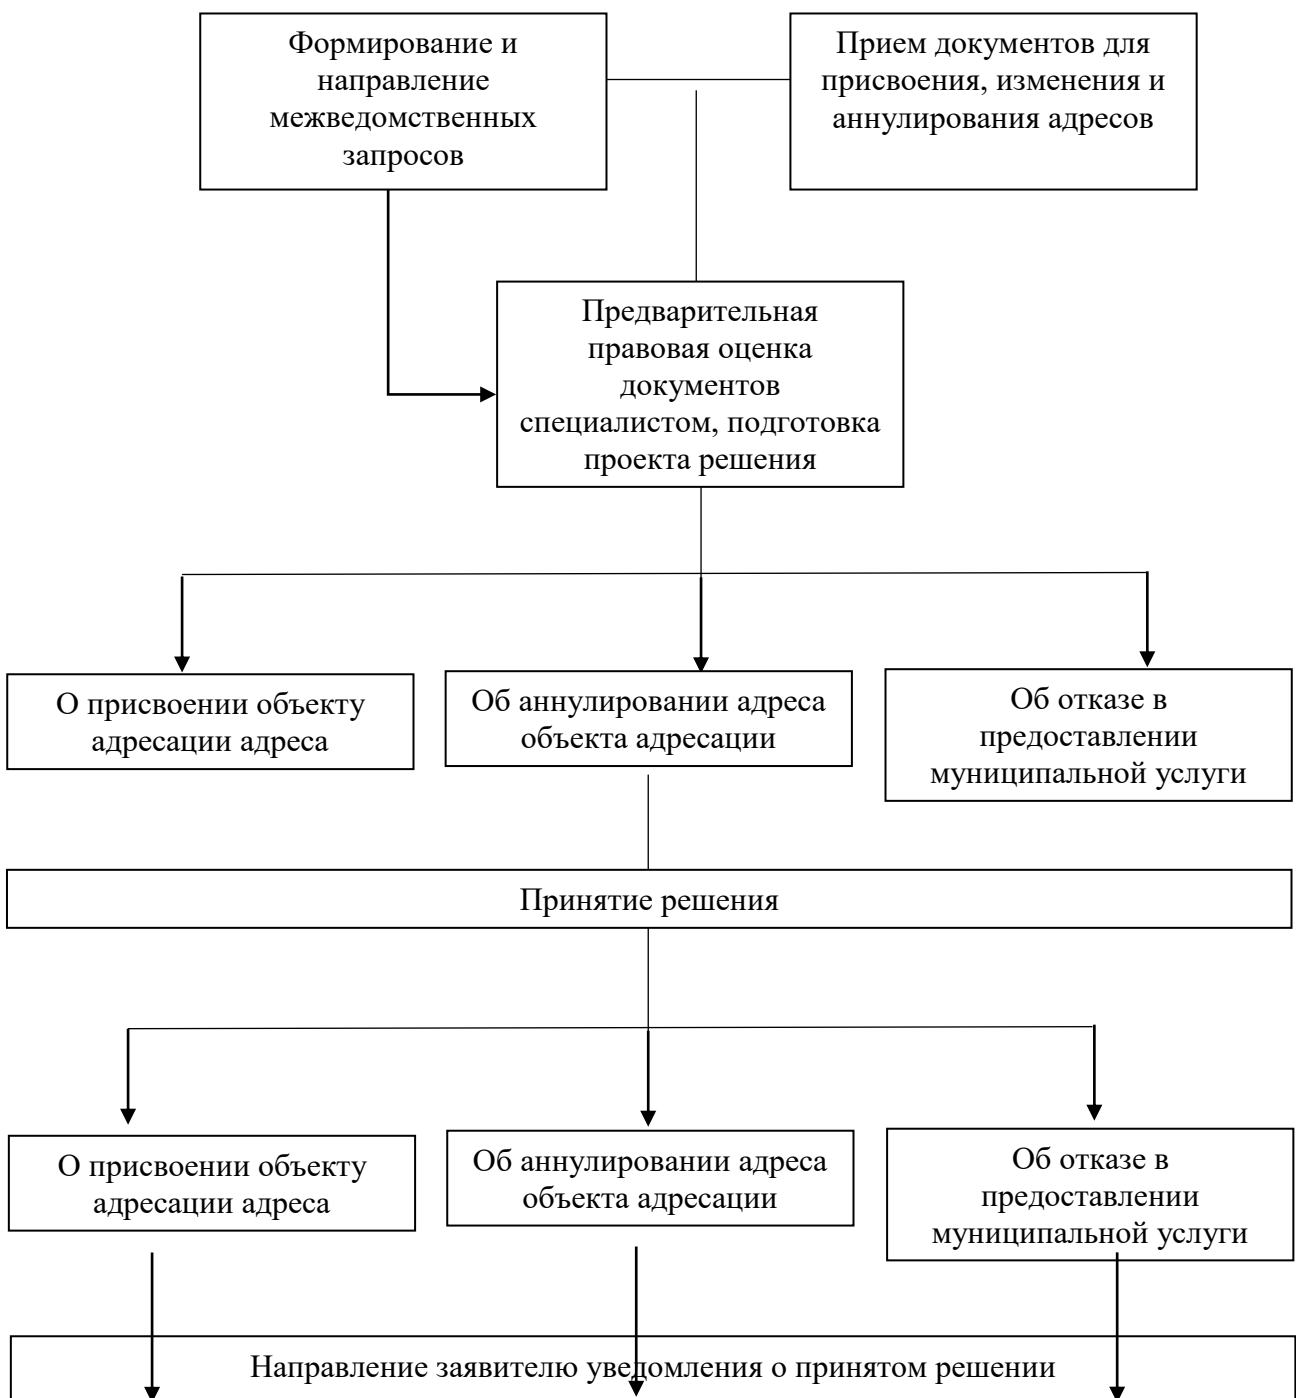 Формирование и
направление
межведомственных
запросов
Прием документов для
присвоения, изменения и
аннулирования адресов
Предварительная
правовая оценка
документов
специалистом, подготовка
проекта решения
О присвоении объекту
адресации адреса
Об аннулировании адреса
объекта адресации
Об отказе в
предоставлении
муниципальной услуги
Принятие решения
О присвоении объекту
адресации адреса
Об аннулировании адреса
объекта адресации
Об отказе в
предоставлении
муниципальной услуги
Направление заявителю уведомления о принятом решении